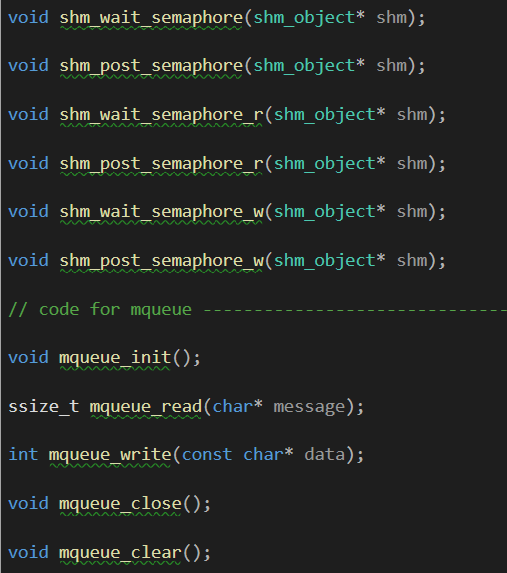 void shm_wait_semaphore(shm_object* shm);
void shm_post_semaphore(shm_object* shm);
void shm_wait_semaphore_r(shm_object* shm);
void shm_post_semaphore_r(shm_object* shm);
void shm_wait_semaphore_w(shm_object* shm);
void shm_post_semaphore_w(shm_object* shm);
// code for mqueue ------------------------------
void mqueue_init();
ssize_t mqueue_read(char* message);
int mqueue_write(const char* data);
void mqueue_close();
void mqueue_clear();